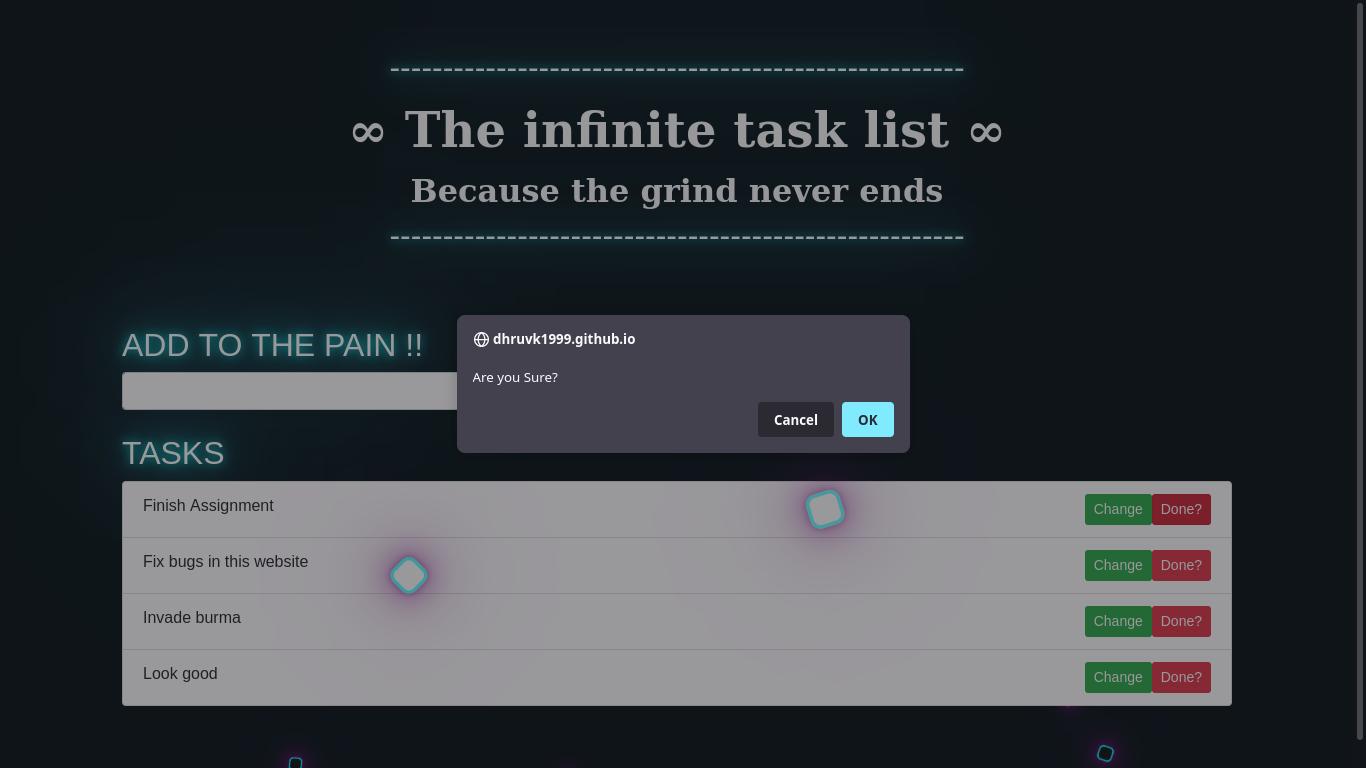 -------------------------------------------------------
∞ The infinite task list ∞
Because the grind never ends
-------------------------------------------------------
ADD TO THE PAIN !!
dhruvk1999.github.io
Are you Sure?
Cancel OK
TASKS
Finish Assignment Change Done?
Fix bugs in this website Change Done?
Invade burma Change Done?
Look good Change Done?